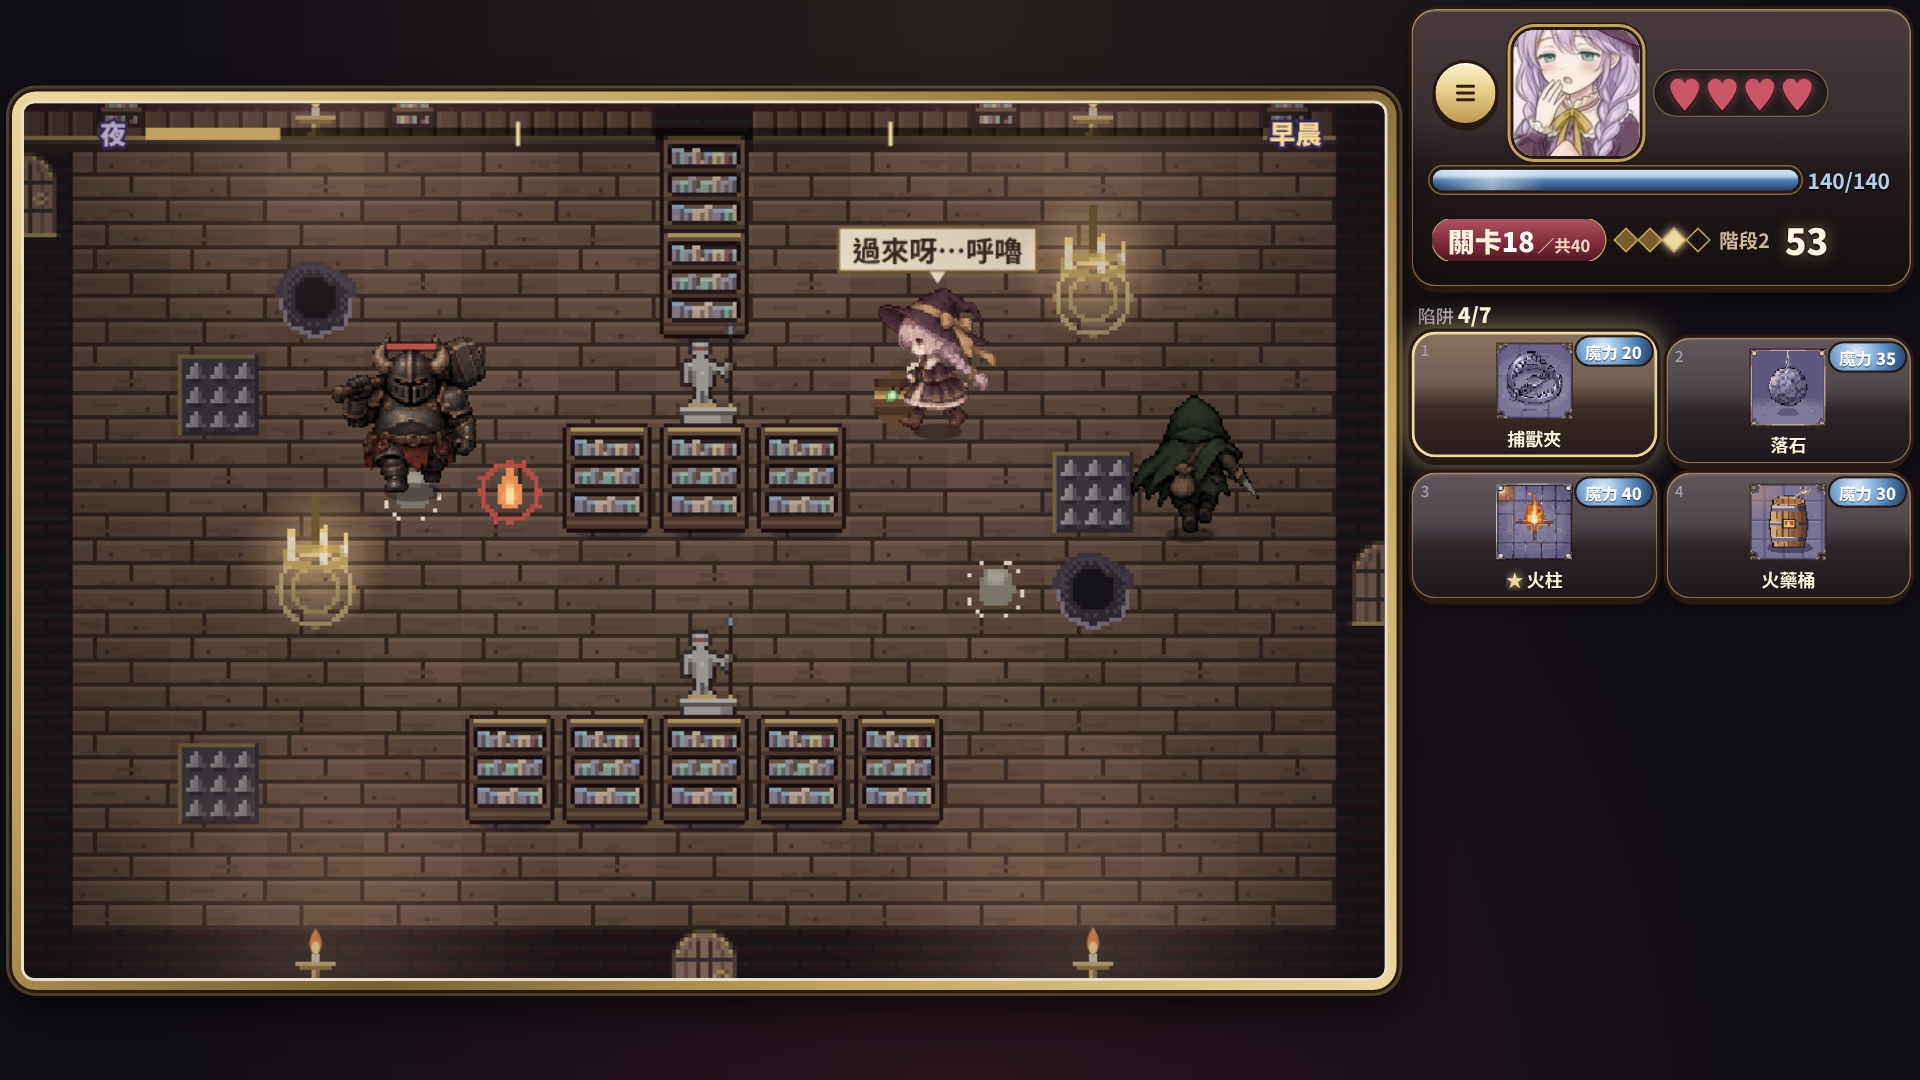 夜
早晨
過來呀⋯呼嚕
140/140
關卡18／共40
階段2
53
陷阱 4/7
1
魔力 20
捕獸夾
2
魔力 35
落石
3
魔力 40
★火柱
4
魔力 30
火藥桶